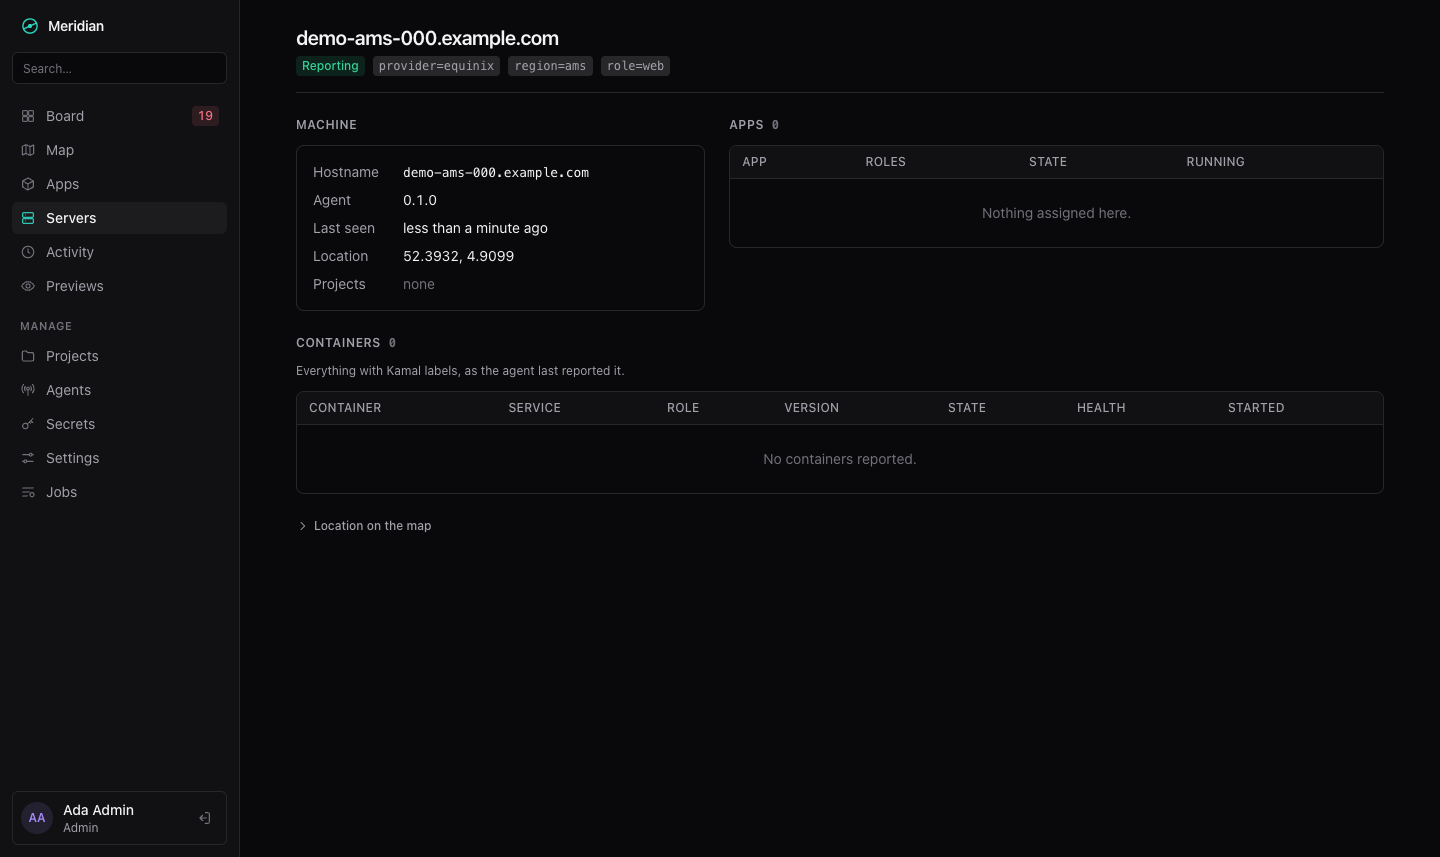 Meridian
Search...
Board 19
Map
Apps
Servers
Activity
Previews
MANAGE
Projects
Agents
Secrets
Settings
Jobs
AA
Ada Admin
Admin
demo-ams-000.example.com
Reporting provider=equinix region=ams role=web
MACHINE
Hostname demo-ams-000.example.com
Agent 0.1.0
Last seen less than a minute ago
Location 52.3932, 4.9099
Projects none
APPS 0
APP ROLES STATE RUNNING
Nothing assigned here.
CONTAINERS 0
Everything with Kamal labels, as the agent last reported it.
CONTAINER SERVICE ROLE VERSION STATE HEALTH STARTED
No containers reported.
Location on the map